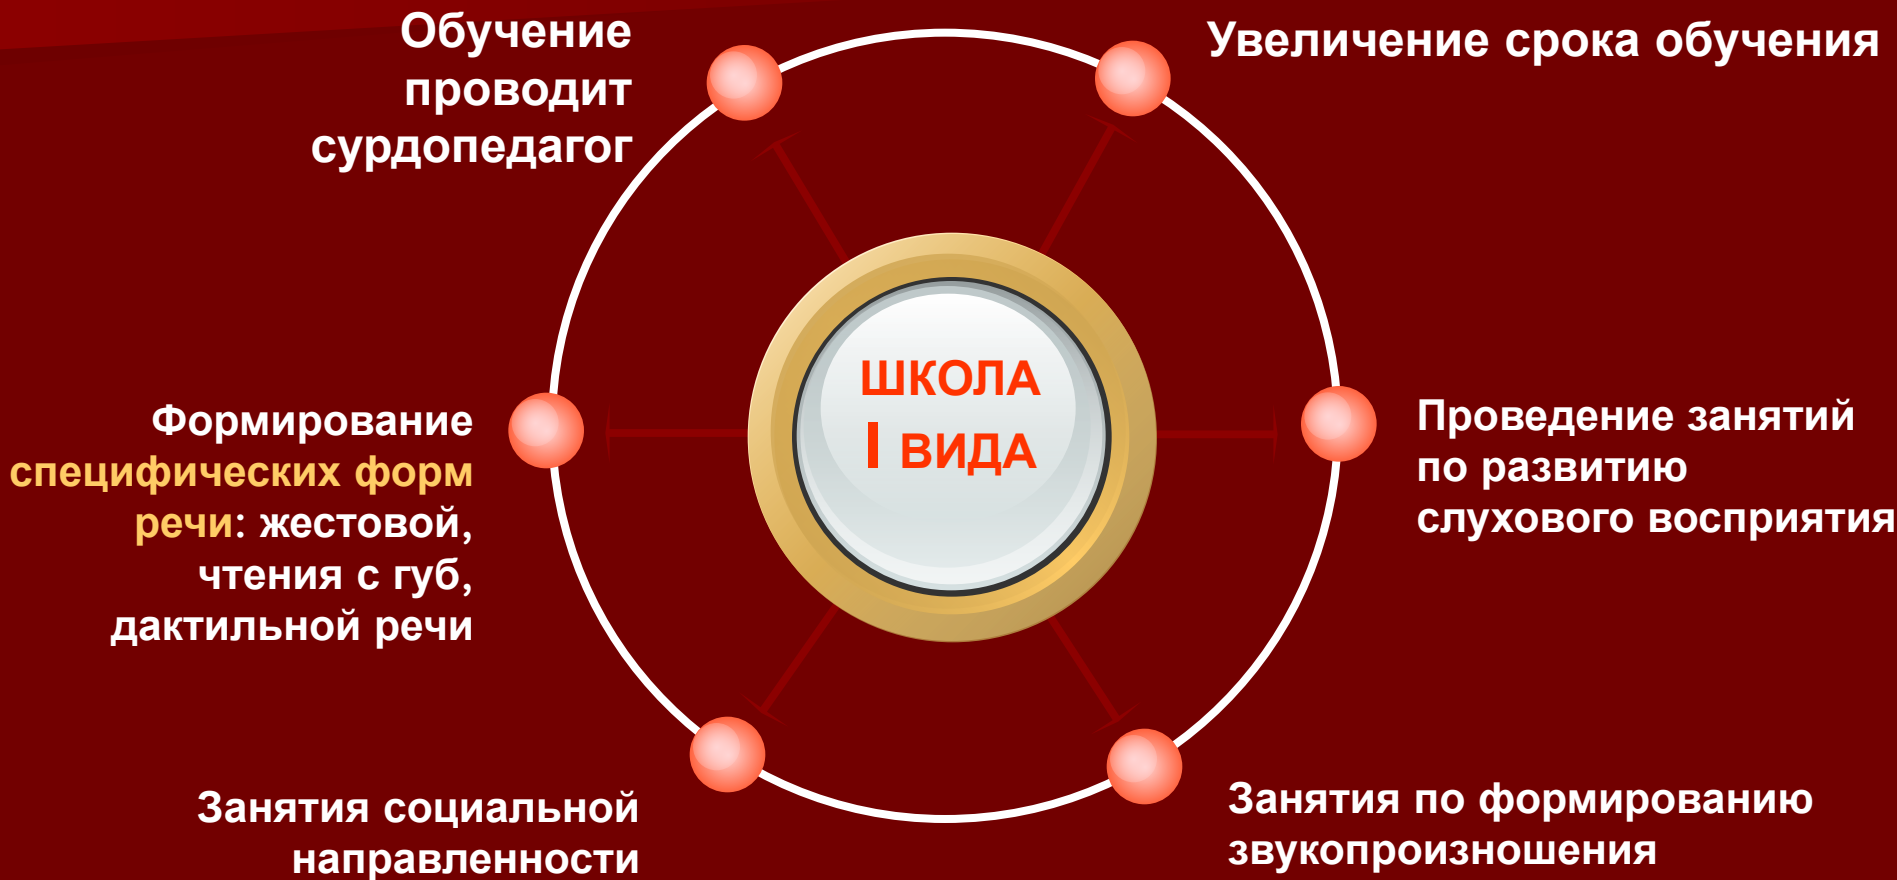 Обучение
проводит
сурдопедагог
Увеличение срока обучения
ШКОЛА
I ВИДА
Формирование
специфических форм
речи: жестовой,
чтения с губ,
дактильной речи
Проведение занятий
по развитию
слухового восприятия
Занятия социальной
направленности
Занятия по формированию
звукопроизношения